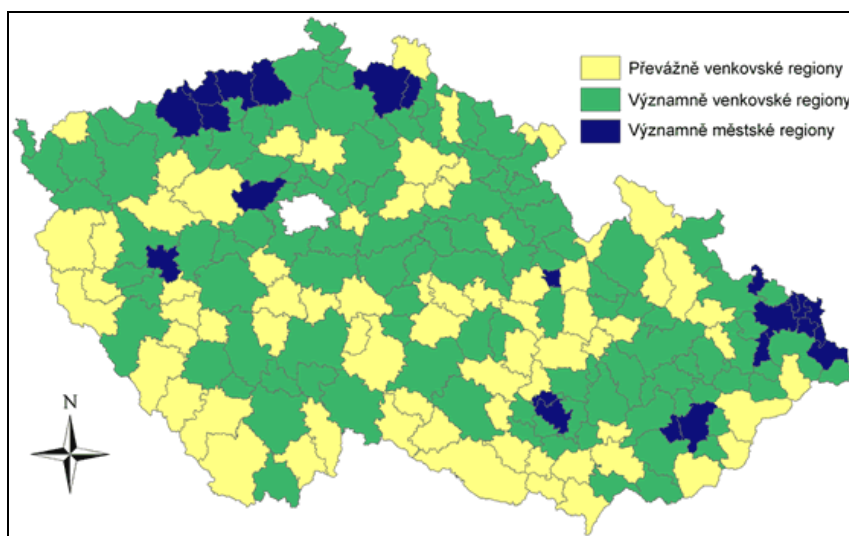 Převážně venkovské regiony
Významně venkovské regiony
Významně městské regiony
N